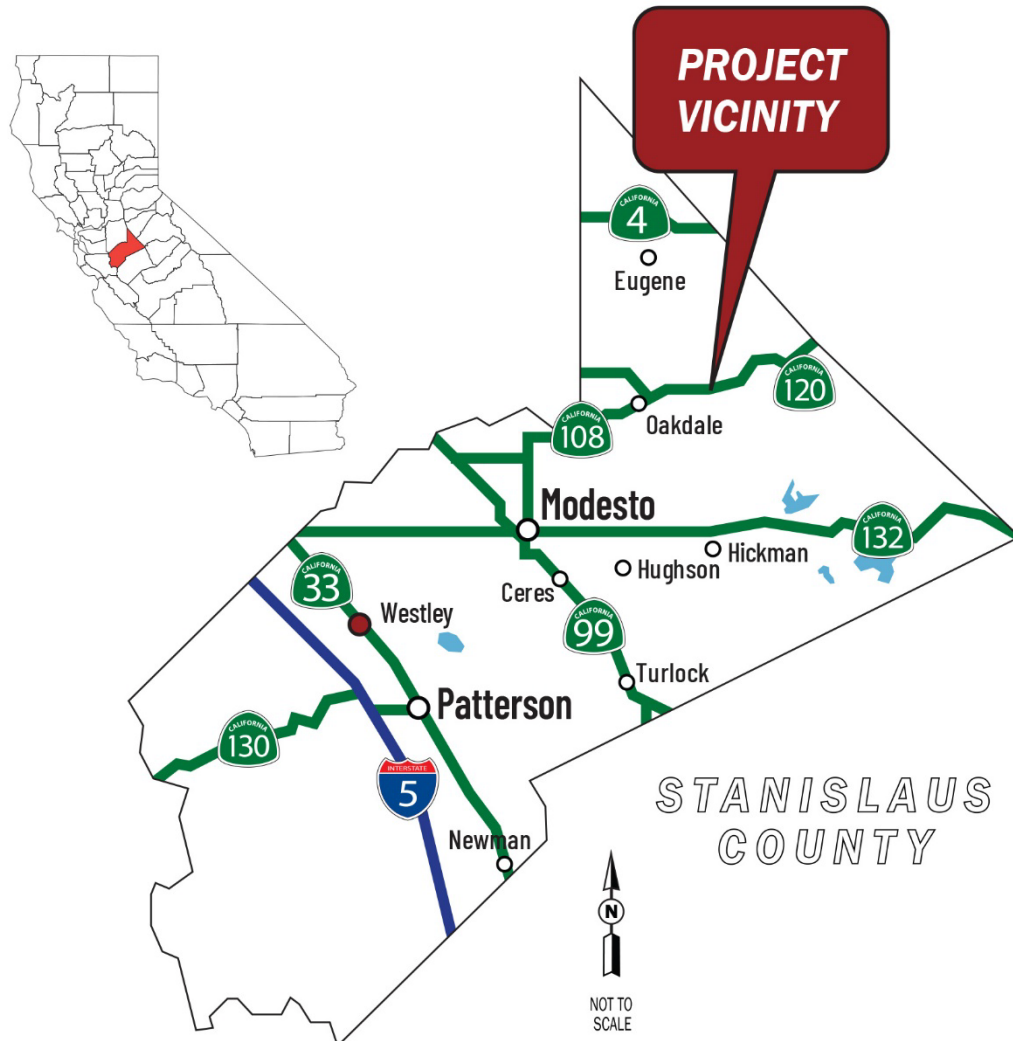 PROJECT
VICINITY
CALIFORNIA
4
Eugene
CALIFORNIA
120
Oakdale
CALIFORNIA
108
Modesto
CALIFORNIA
132
Hickman
Hughson
Ceres
CALIFORNIA
33
Westley
CALIFORNIA
99
Turlock
Patterson
CALIFORNIA
130
INTERSTATE
5
STANISLAUS
COUNTY
Newman
N
NOT TO
SCALE